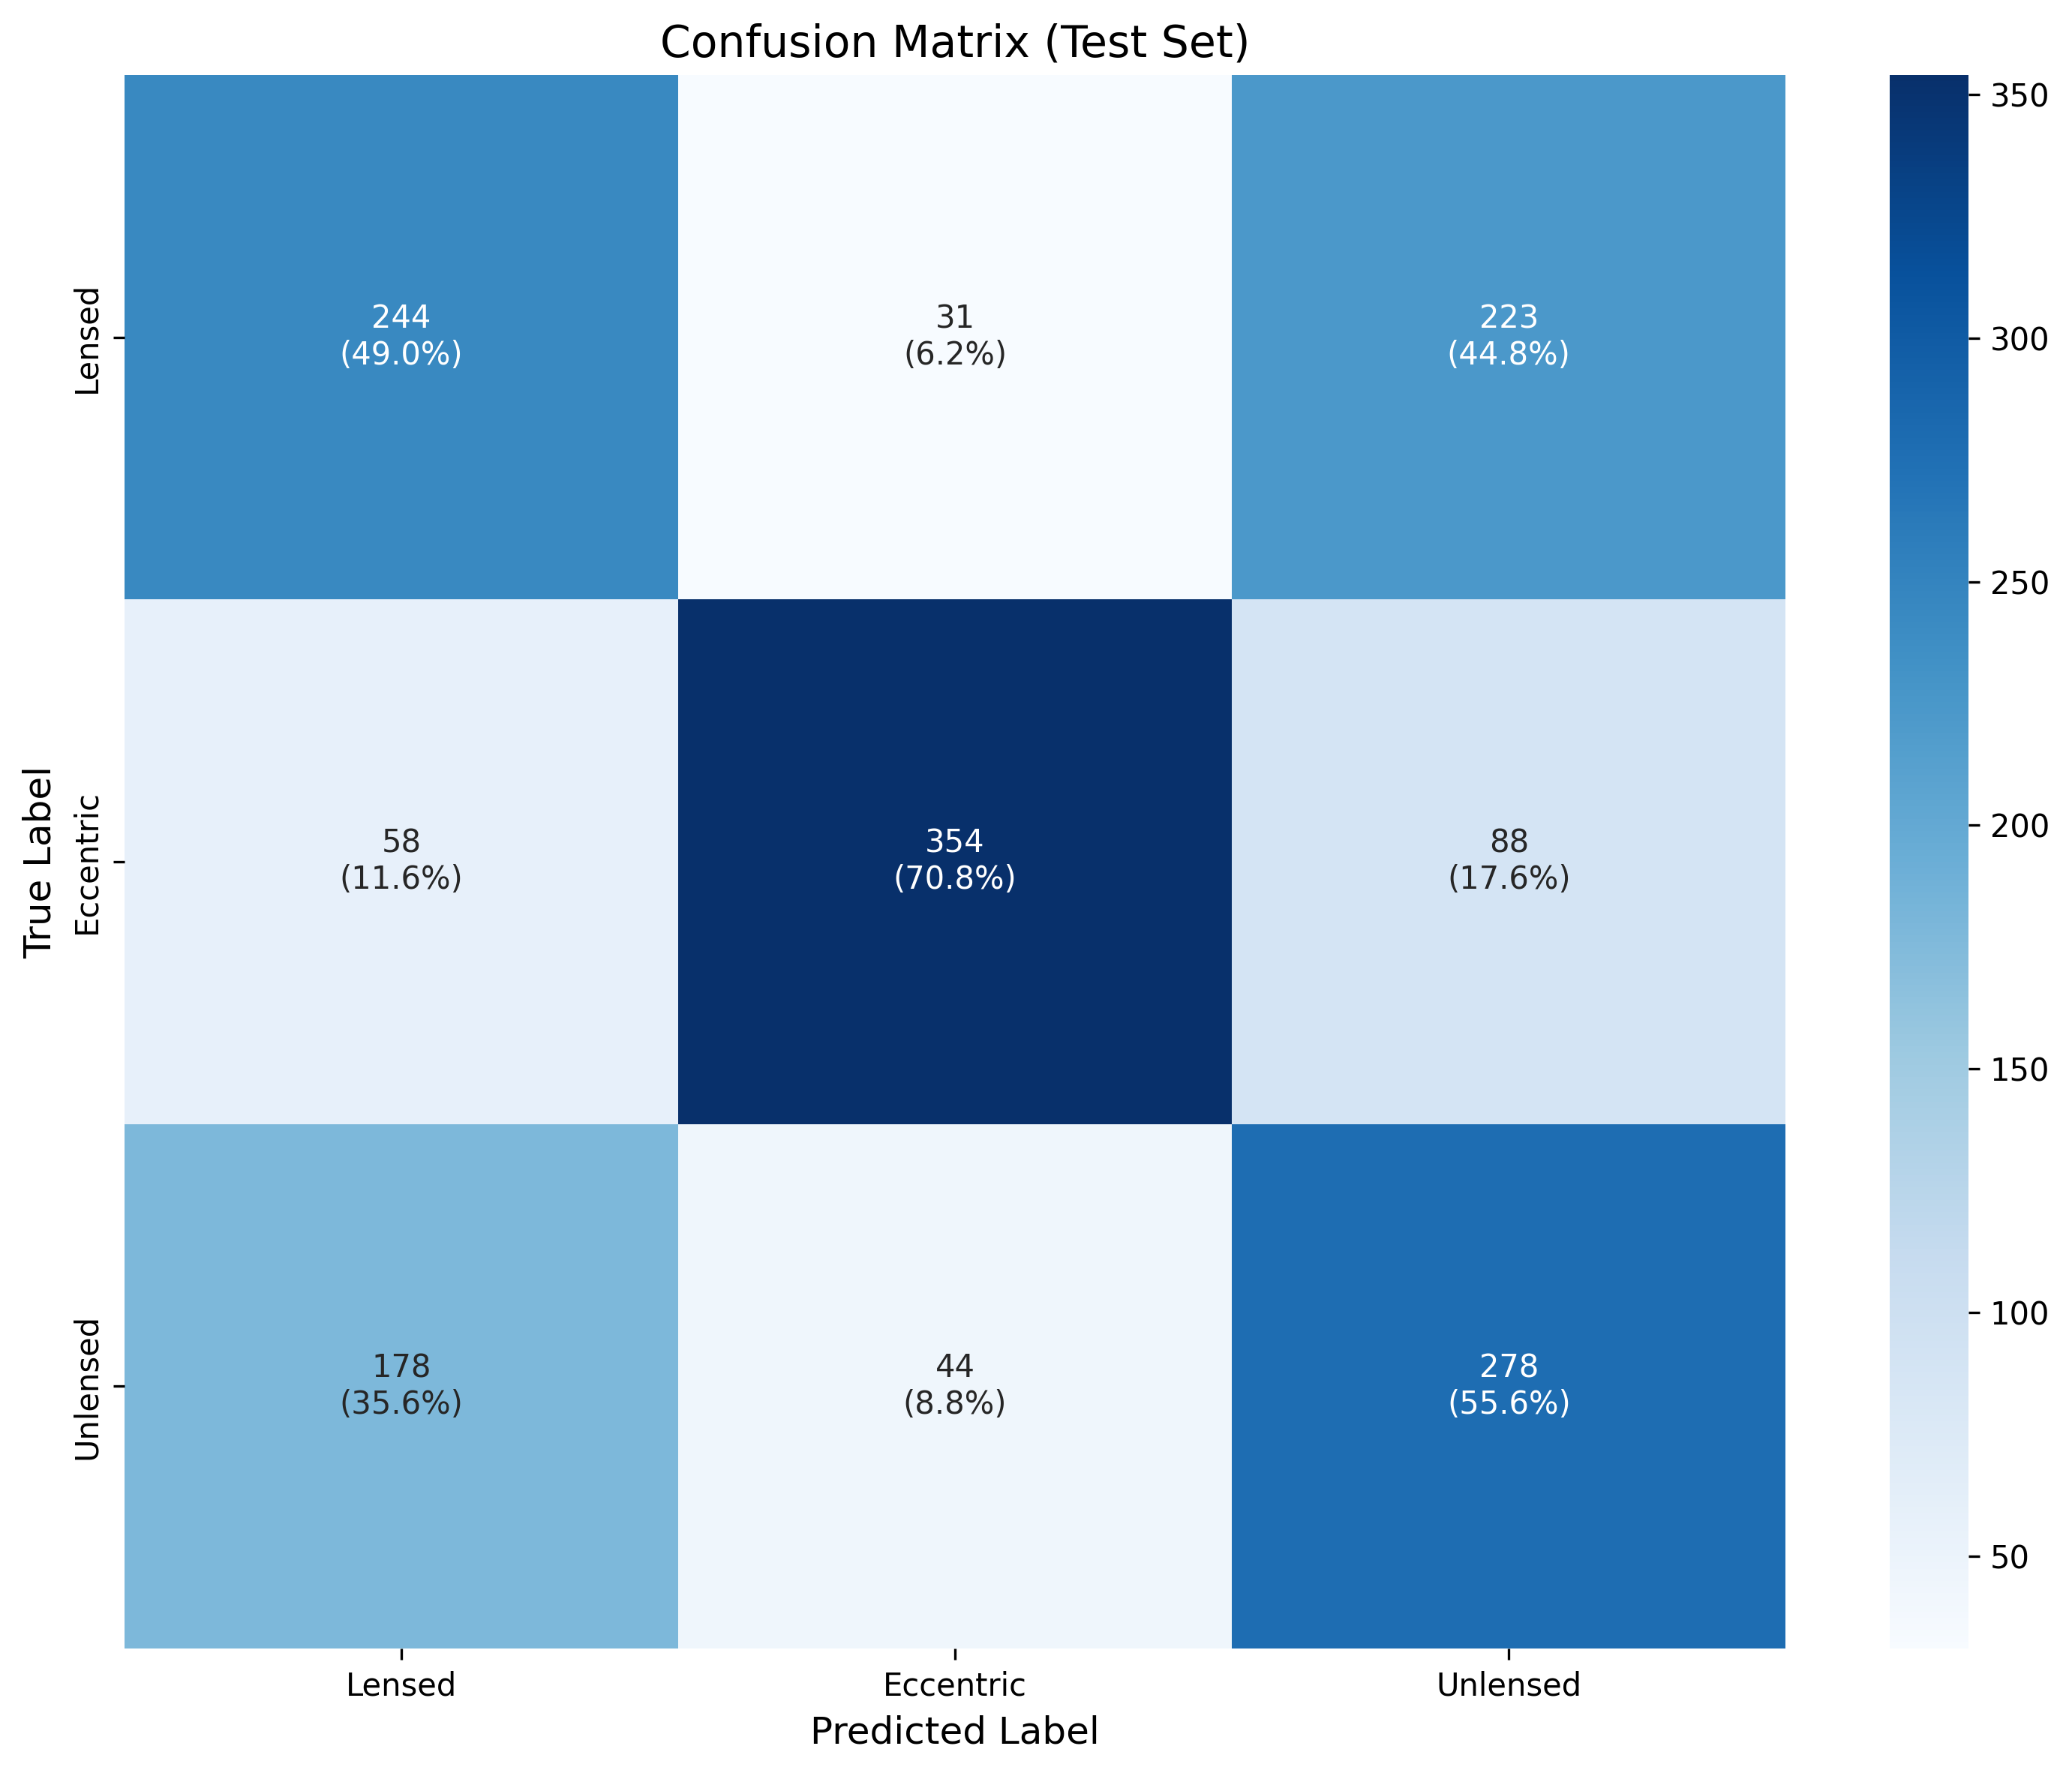 Confusion Matrix (Test Set)
True Label
Lensed
244
(49.0%)
31
(6.2%)
223
(44.8%)
Eccentric
58
(11.6%)
354
(70.8%)
88
(17.6%)
Unlensed
178
(35.6%)
44
(8.8%)
278
(55.6%)
Lensed
Eccentric
Unlensed
Predicted Label
350
300
250
200
150
100
50